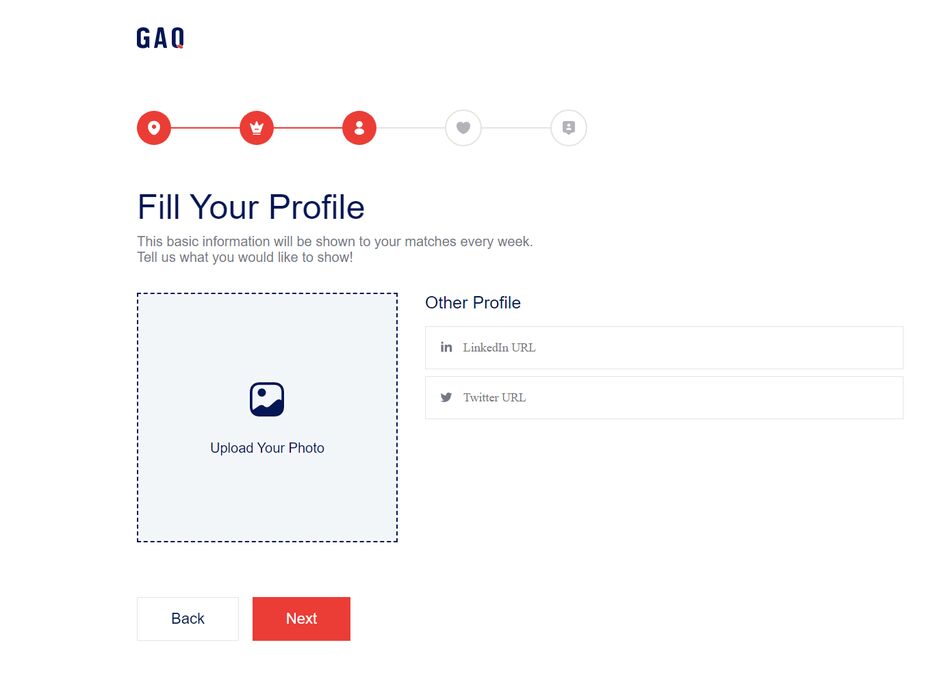 GAQ
Fill Your Profile
This basic information will be shown to your matches every week.
Tell us what you would like to show!
Upload Your Photo
Other Profile
in LinkedIn URL
Twitter URL
Back
Next